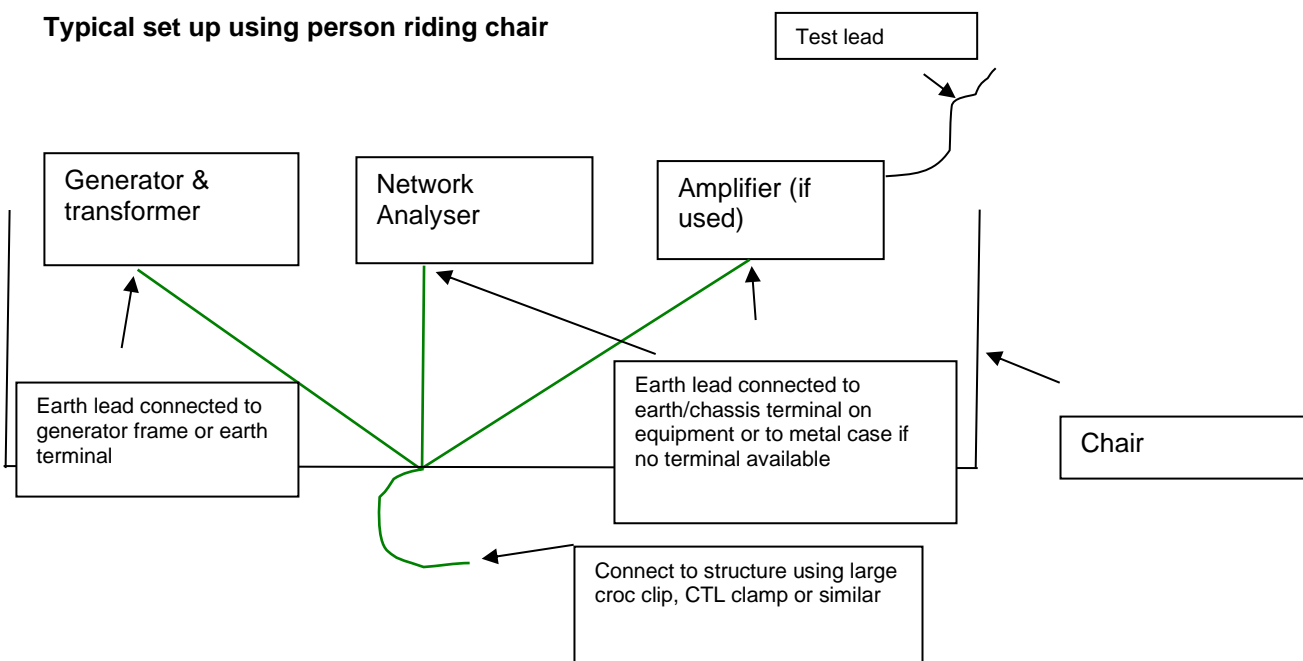 Typical set up using person riding chair
Test lead
Generator &
transformer
Network
Analyser
Amplifier (if
used)
Earth lead connected to
generator frame or earth
terminal
Earth lead connected to
earth/chassis terminal on
equipment or to metal case if
no terminal available
Chair
Connect to structure using large
croc clip, CTL clamp or similar